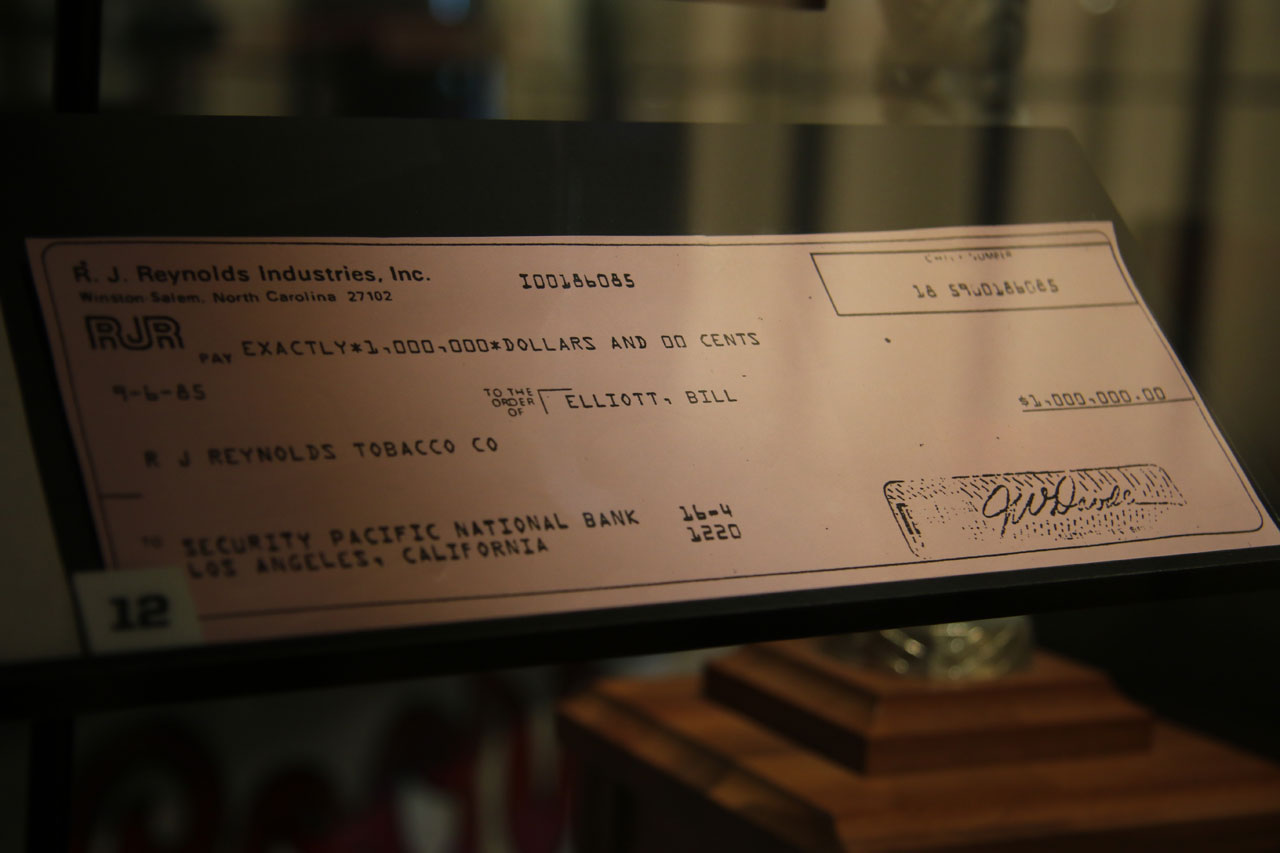 R. J. Reynolds Industries, Inc.
Winston-Salem, North Carolina 27102
I00186085
18 5900186085
RJR
PAY EXACTLY*1,000,000*DOLLARS AND 00 CENTS
9-6-85
TO THE
ORDER
OF
ELLIOTT, BILL
$1,000,000.00
R J REYNOLDS TOBACCO CO
TO SECURITY PACIFIC NATIONAL BANK
LOS ANGELES, CALIFORNIA
16-4
1220
12